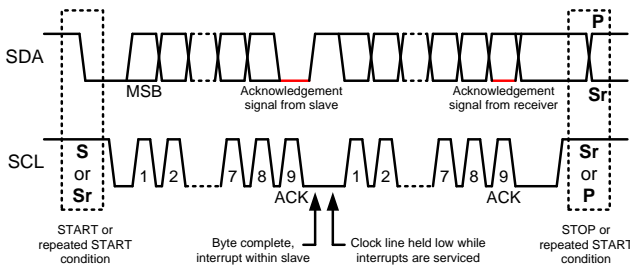 P
SDA
MSB
Acknowledgement
signal from slave
Acknowledgement
signal from receiver
Sr
SCL
S
or
Sr
1 2 7 8 9 1 2 7 8 9
ACK
ACK
Sr
or
P
START or
repeated START
condition
Byte complete,
interrupt within slave
Clock line held low while
interrupts are serviced
STOP or
repeated START
condition